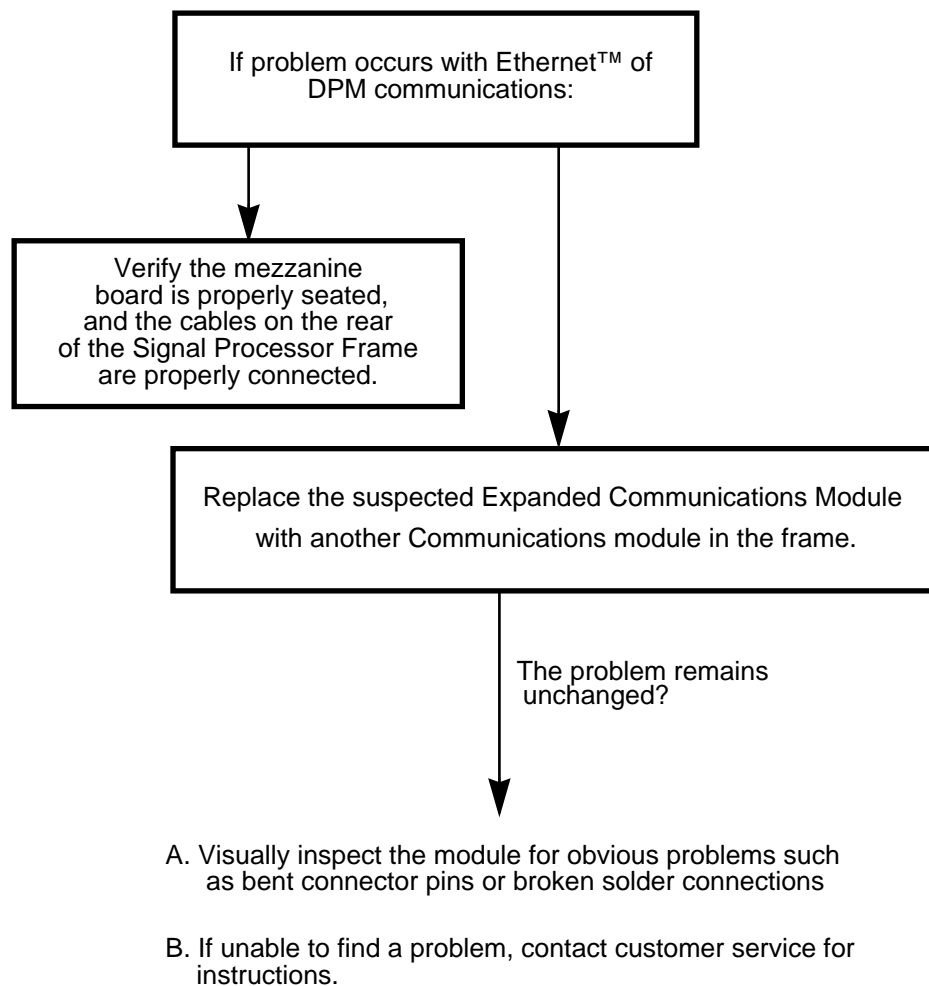 If problem occurs with Ethernet™ of
DPM communications:
Verify the mezzanine
board is properly seated,
and the cables on the rear
of the Signal Processor Frame
are properly connected.
Replace the suspected Expanded Communications Module
with another Communications module in the frame.
The problem remains
unchanged?
A. Visually inspect the module for obvious problems such
as bent connector pins or broken solder connections
B. If unable to find a problem, contact customer service for
instructions.